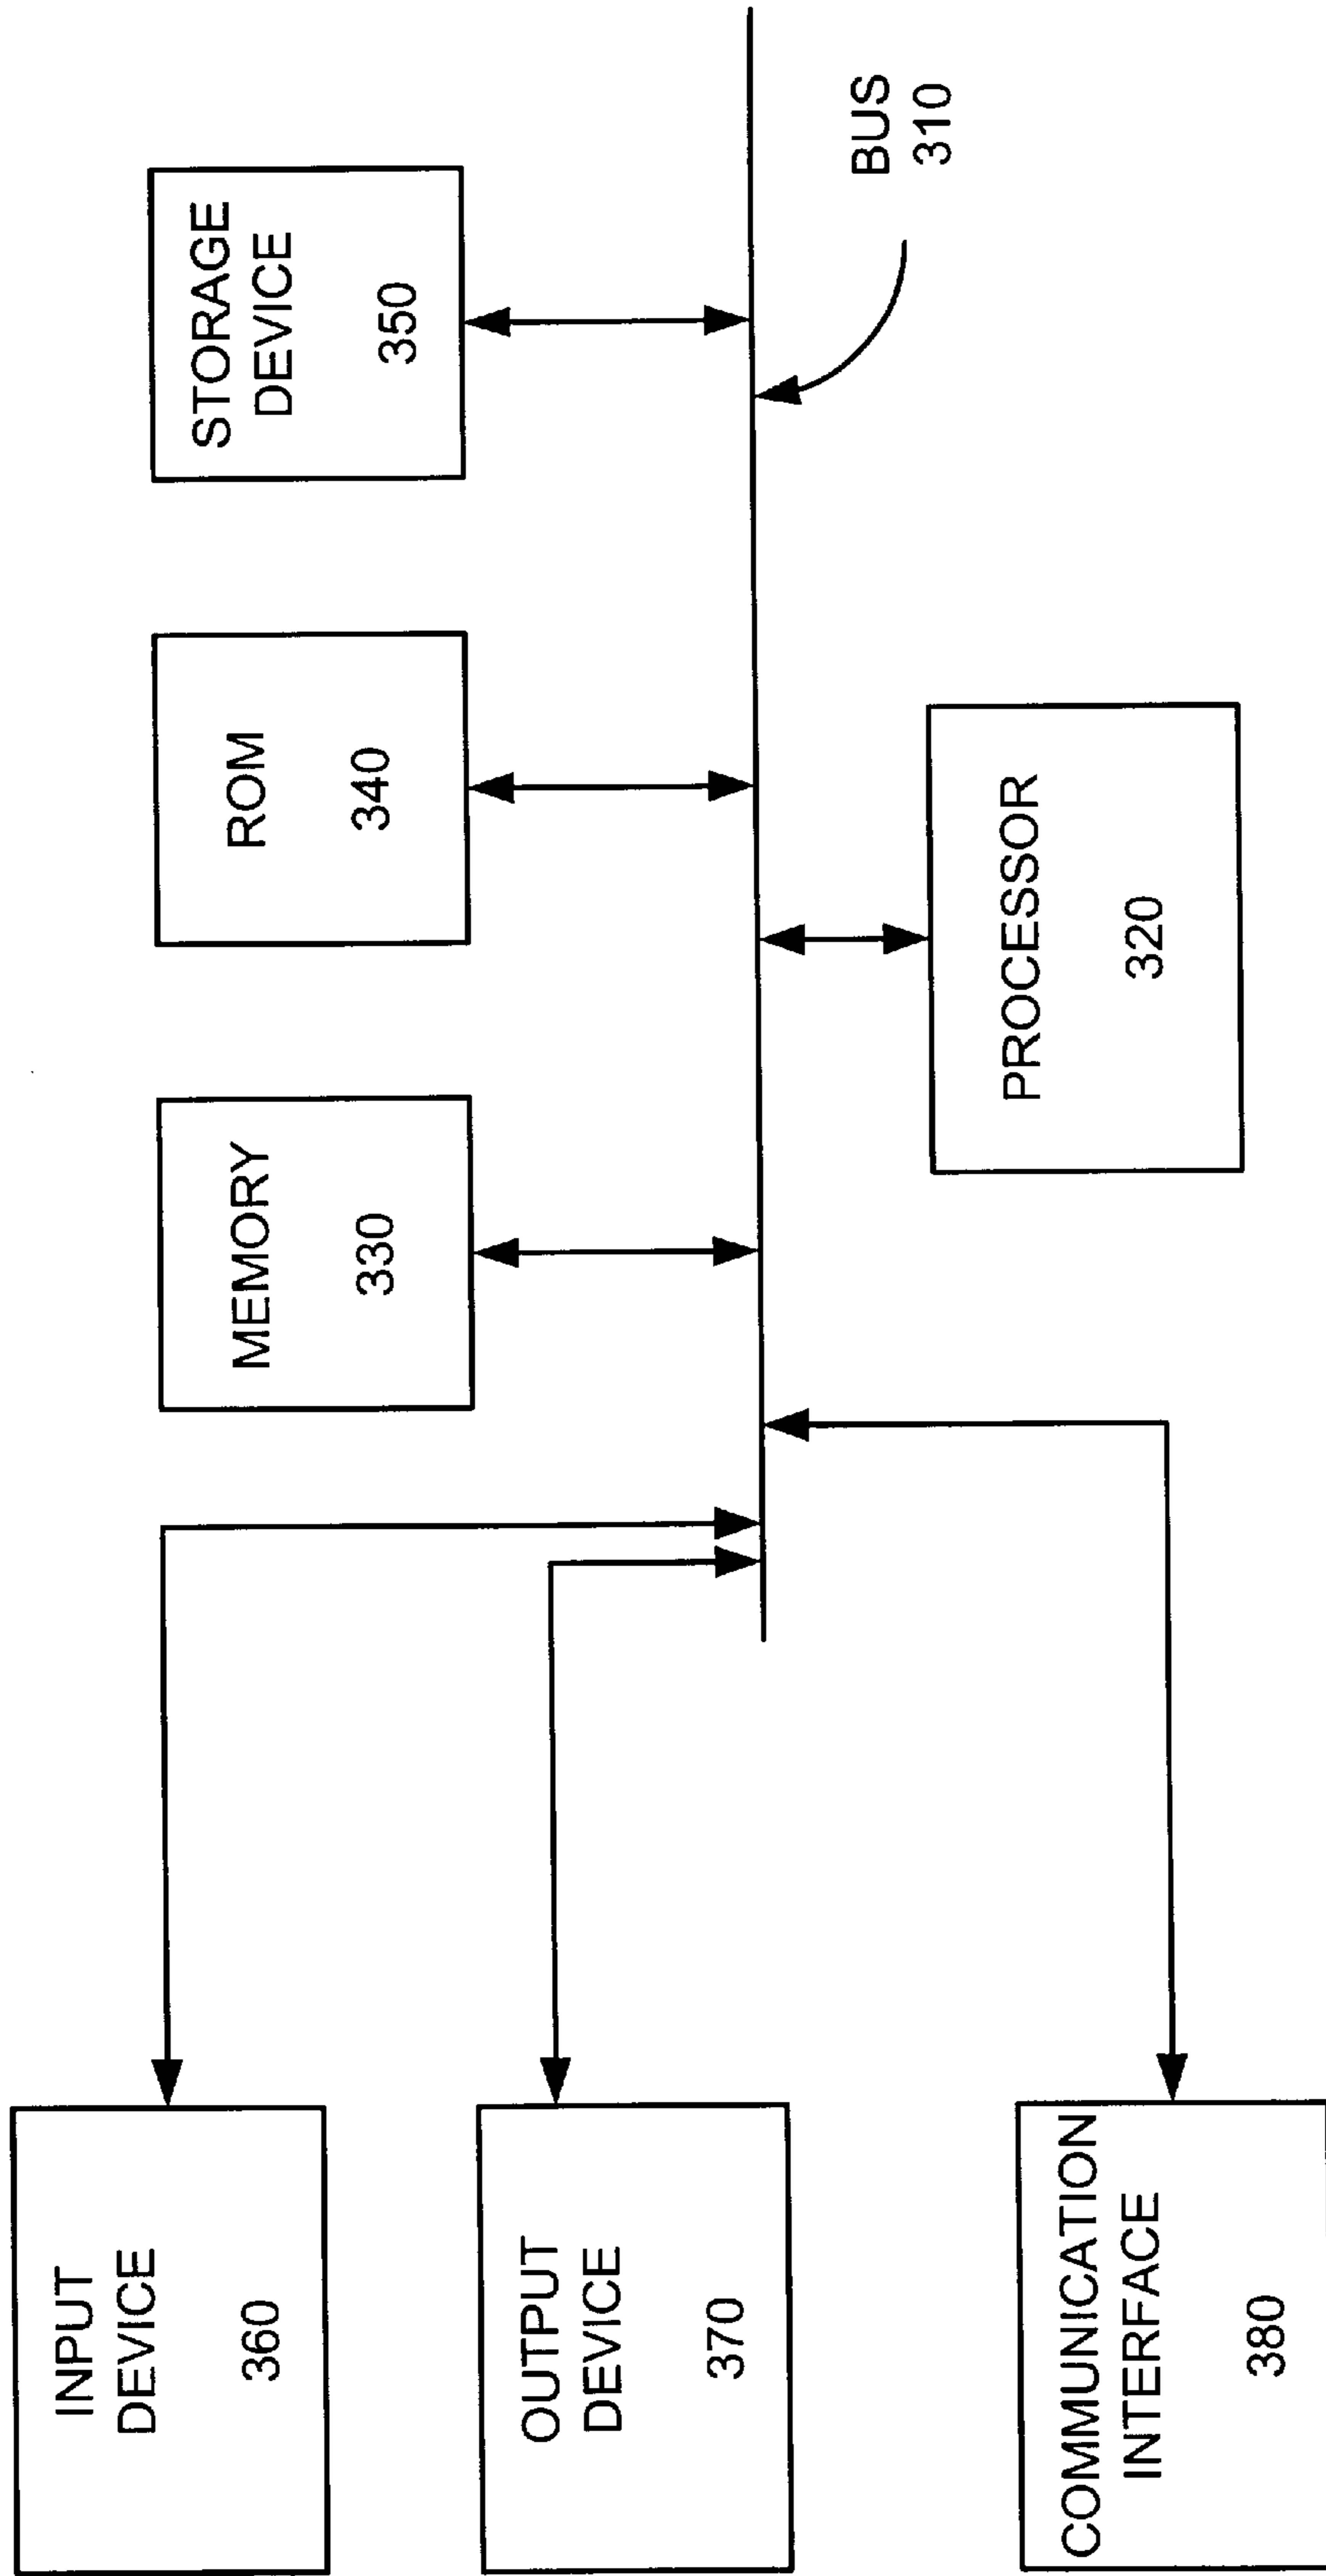 INPUT
DEVICE
360
OUTPUT
DEVICE
370
COMMUNICATION
INTERFACE
380
MEMORY
330
ROM
340
STORAGE
DEVICE
350
PROCESSOR
320
BUS
310